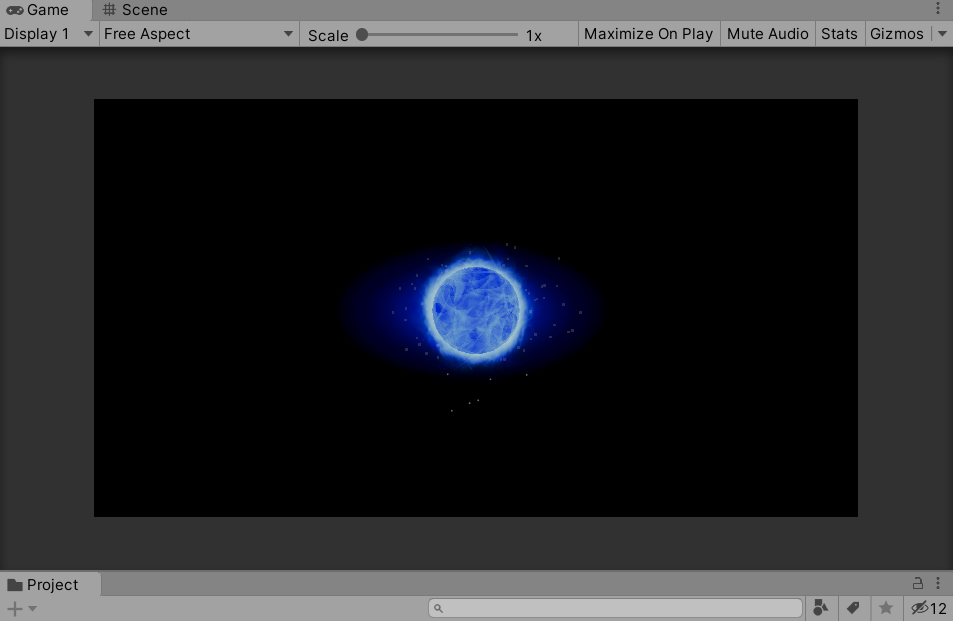 Game Scene
Display 1 Free Aspect Scale 1x Maximize On Play Mute Audio Stats Gizmos
Project
12